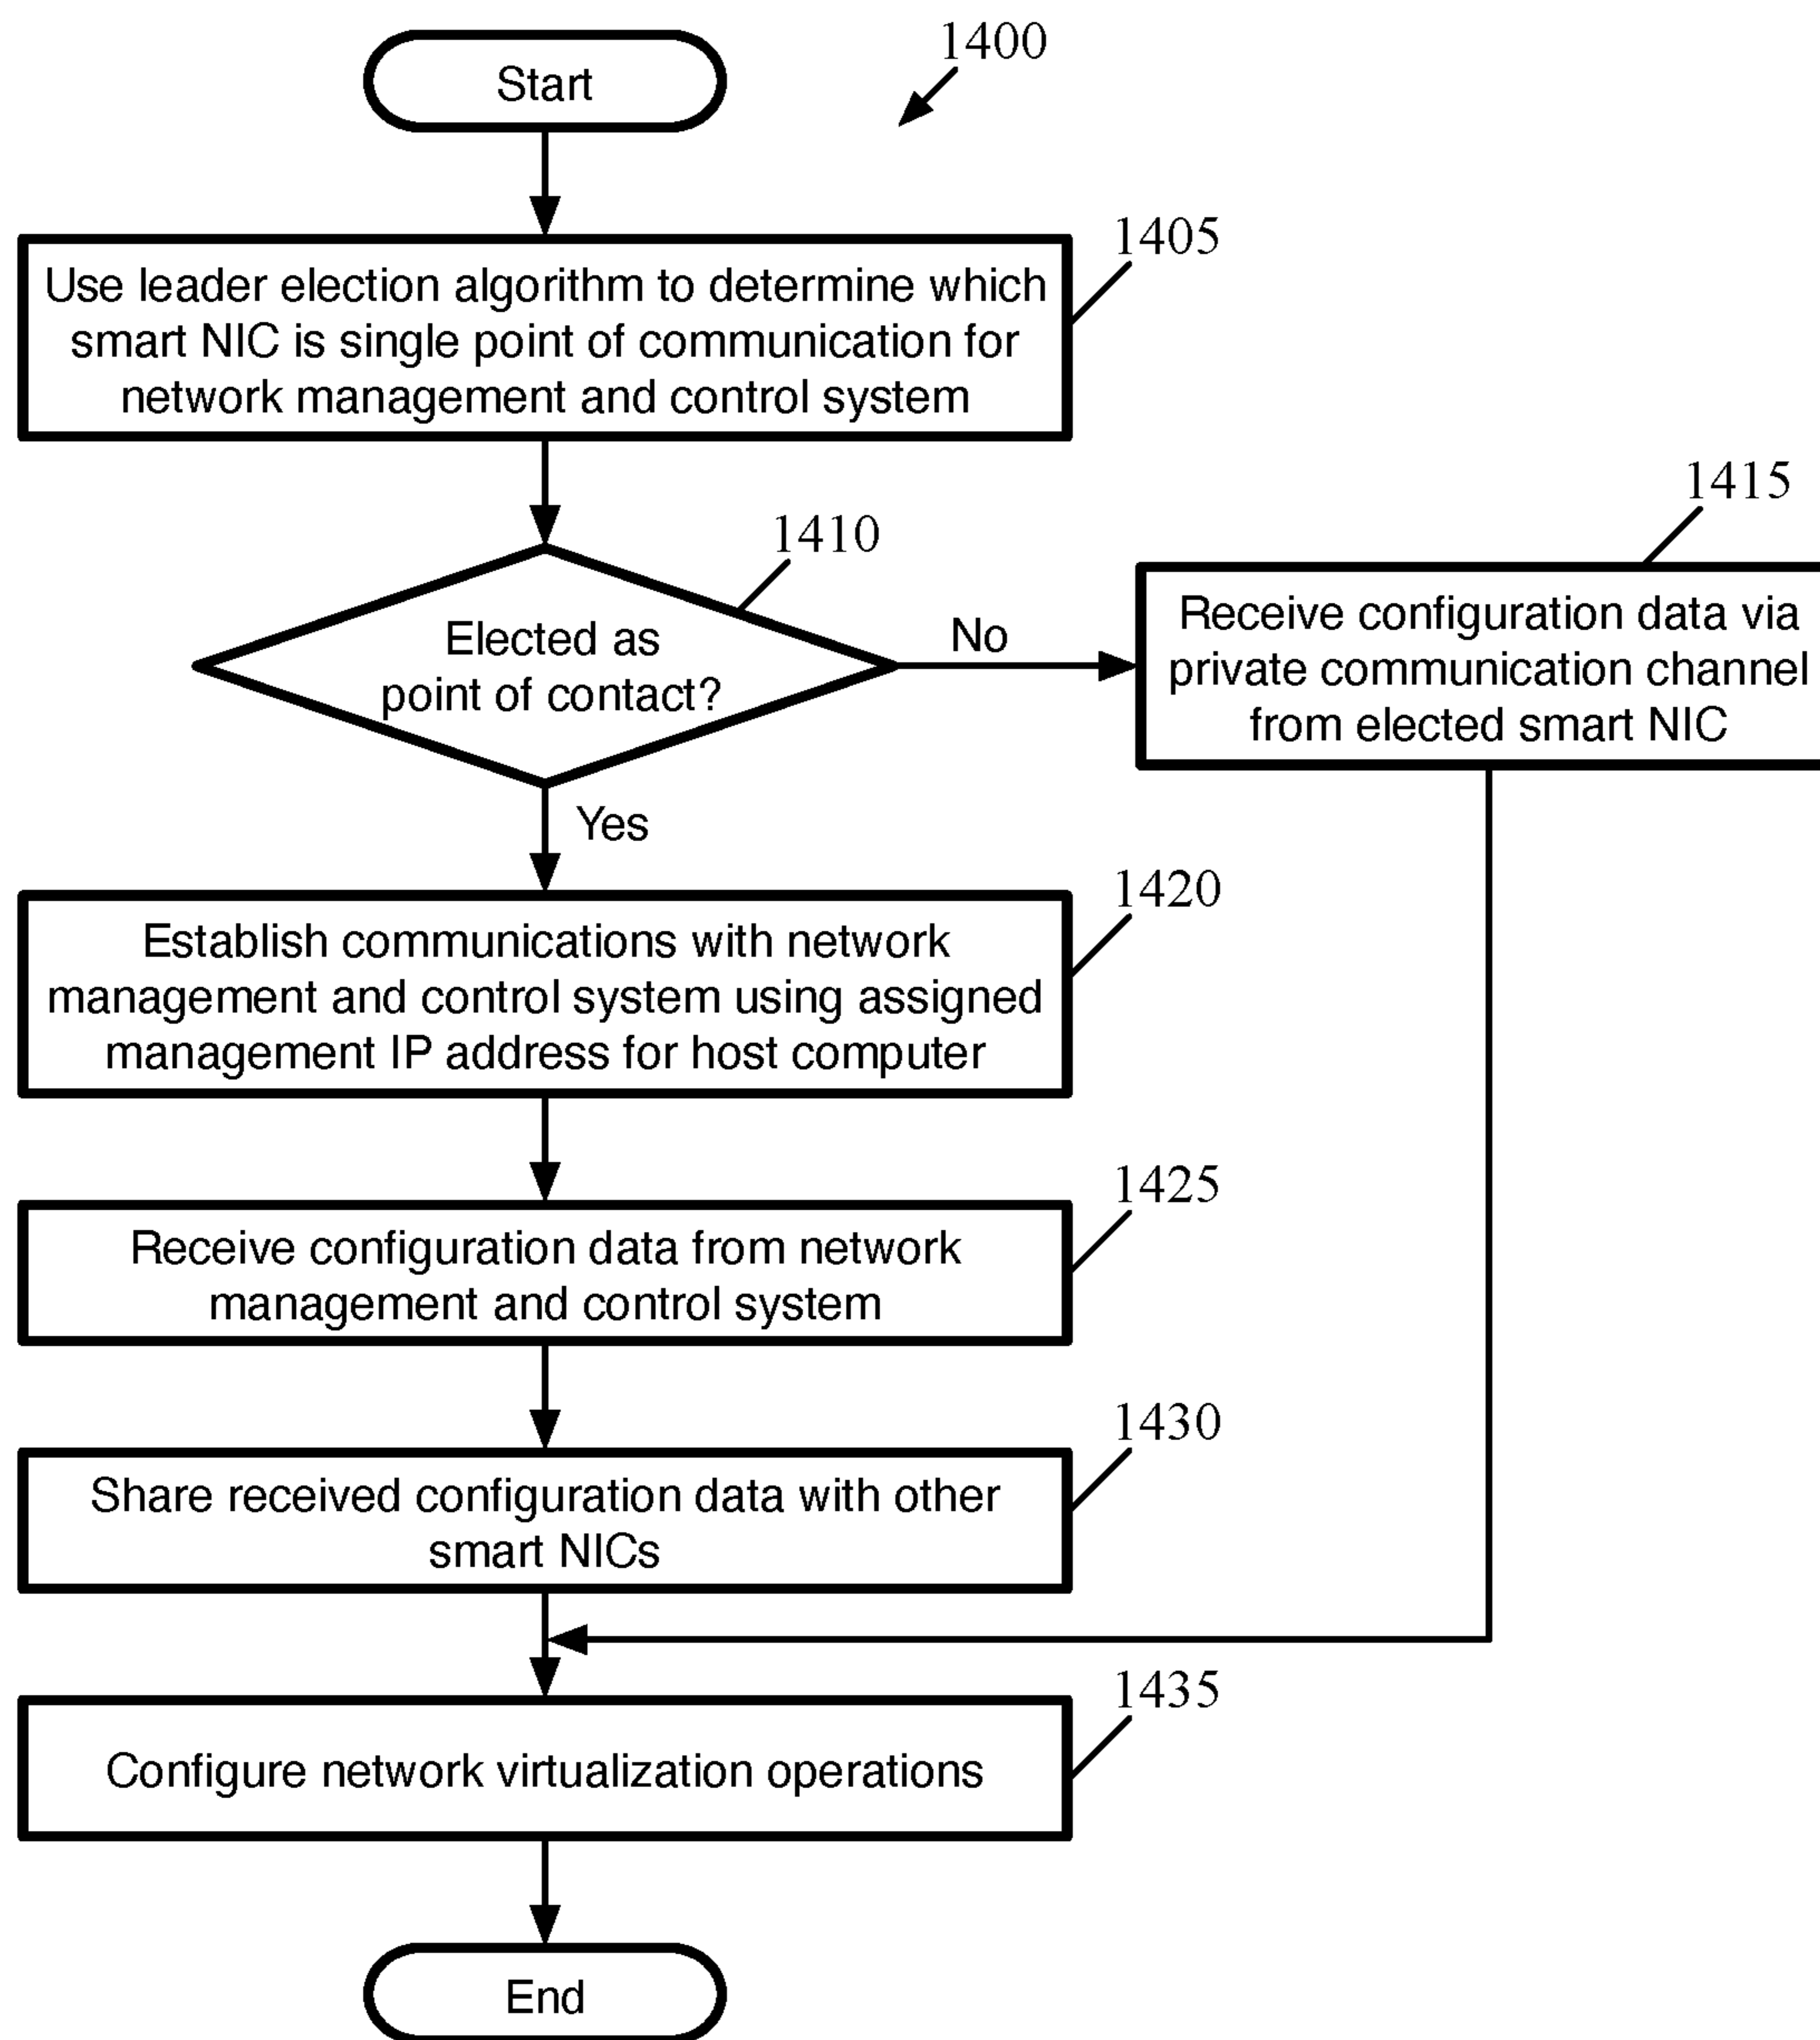 Start
1400
1405
Use leader election algorithm to determine which
smart NIC is single point of communication for
network management and control system
1410
Elected as
point of contact?
No
1415
Receive configuration data via
private communication channel
from elected smart NIC
Yes
1420
Establish communications with network
management and control system using assigned
management IP address for host computer
1425
Receive configuration data from network
management and control system
1430
Share received configuration data with other
smart NICs
1435
Configure network virtualization operations
End